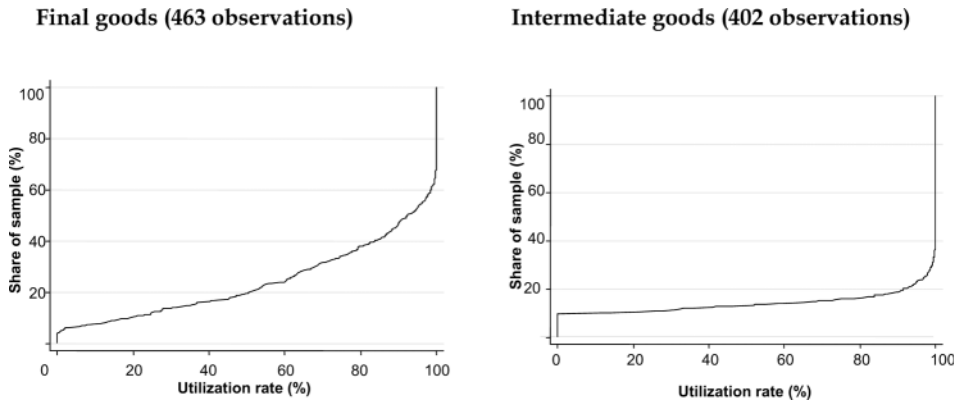 Final goods (463 observations)
Share of sample (%)
100
80
60
40
20
0
0 20 40 60 80 100
Utilization rate (%)
Intermediate goods (402 observations)
Share of sample (%)
100
80
60
40
20
0
0 20 40 60 80 100
Utilization rate (%)